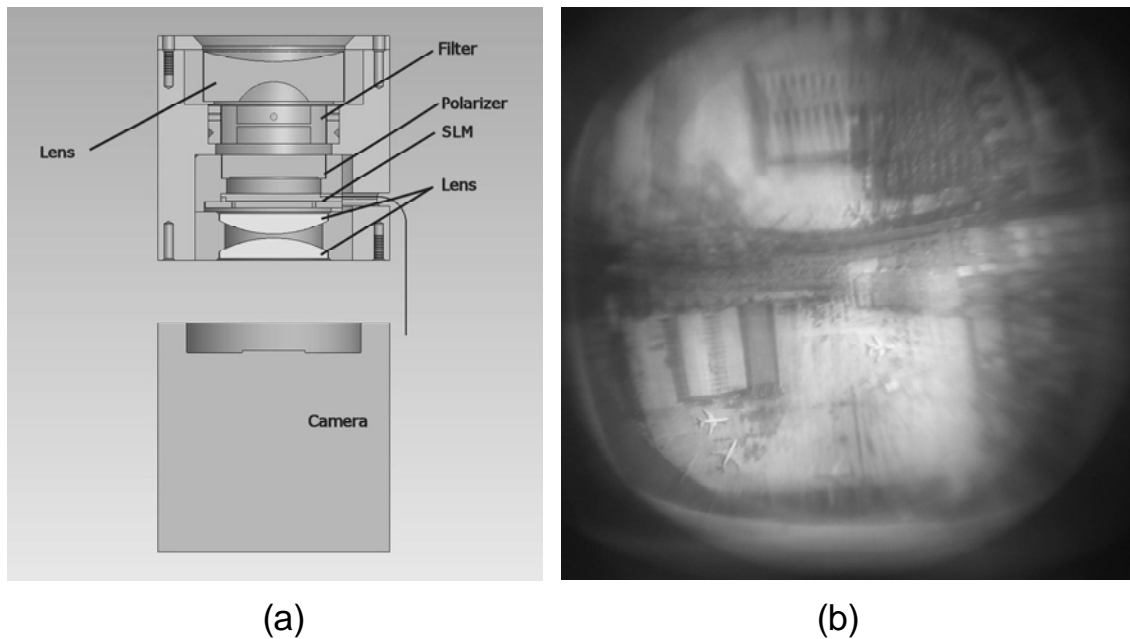 Filter
Polarizer
SLM
Lens
Lens
Camera
(a)
(b)